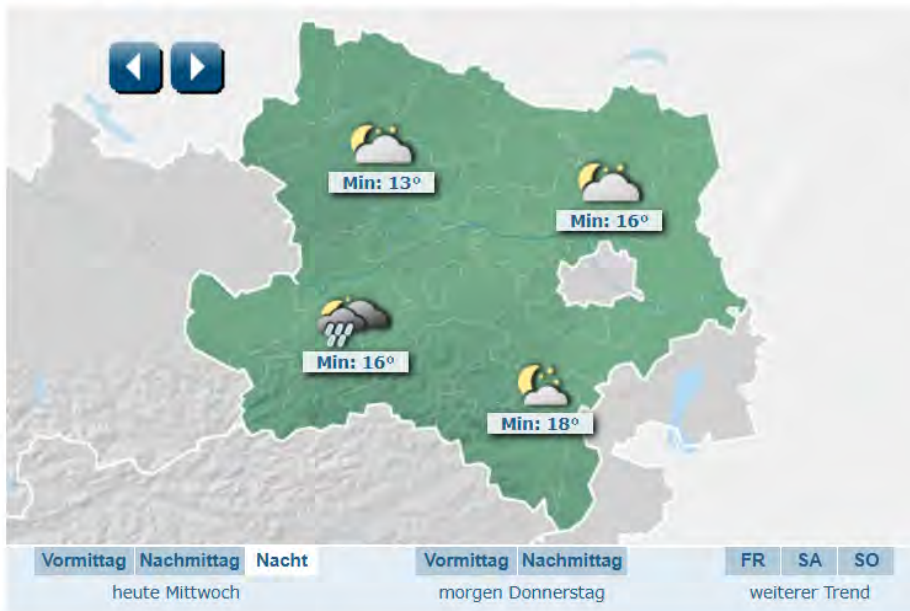 Min: 13°
Min: 16°
Min: 16°
Min: 18°
Vormittag Nachmittag Nacht Vormittag Nachmittag FR SA SO
heute Mittwoch morgen Donnerstag weiterer Trend